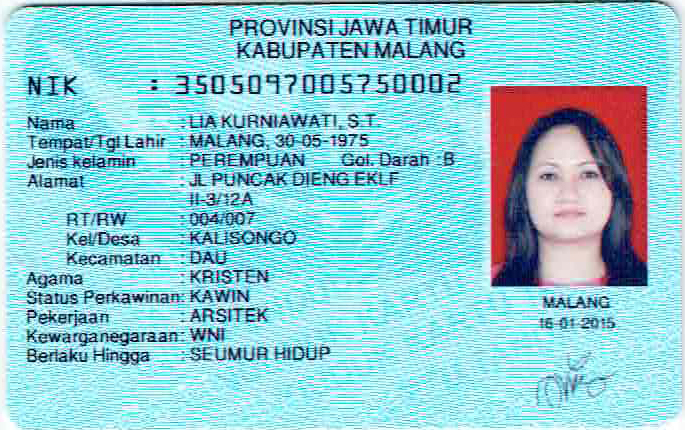 PROVINSI JAWA TIMUR
KABUPATEN MALANG
NIK : 3505097005750002
Nama : LIA KURNIAWATI, S.T
Tempat/Tgl Lahir : MALANG, 30-05-1975
Jenis kelamin : PEREMPUAN Gol. Darah :B
Alamat : JL PUNCAK DIENG EKLF
II-3/12A
RT/RW : 004/007
Kel/Desa : KALISONGO
Kecamatan : DAU
Agama : KRISTEN
Status Perkawinan: KAWIN
Pekerjaan : ARSITEK
Kewarganegaraan: WNI
Berlaku Hingga : SEUMUR HIDUP
MALANG
16-01-2015